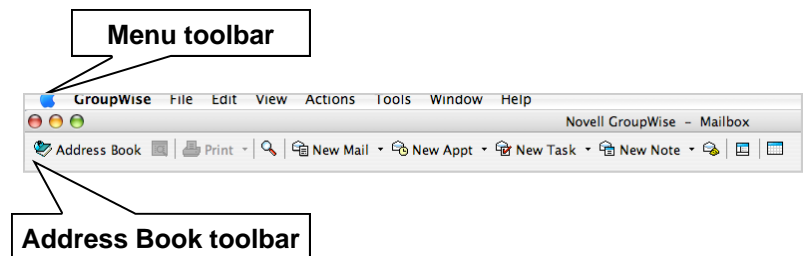 Menu toolbar
GroupWise File Edit View Actions Tools Window Help
Novell GroupWise – Mailbox
Address Book Print New Mail New Appt New Task New Note
Address Book toolbar